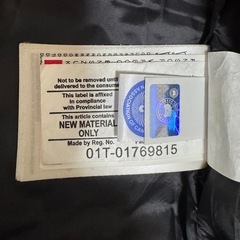 Not to be removed until
delivered to the consume
This label is affixed
in compliance
with Provincial law
This article contains
NEW MATERIAL
ONLY
Made by Reg. No.
01T-01769815